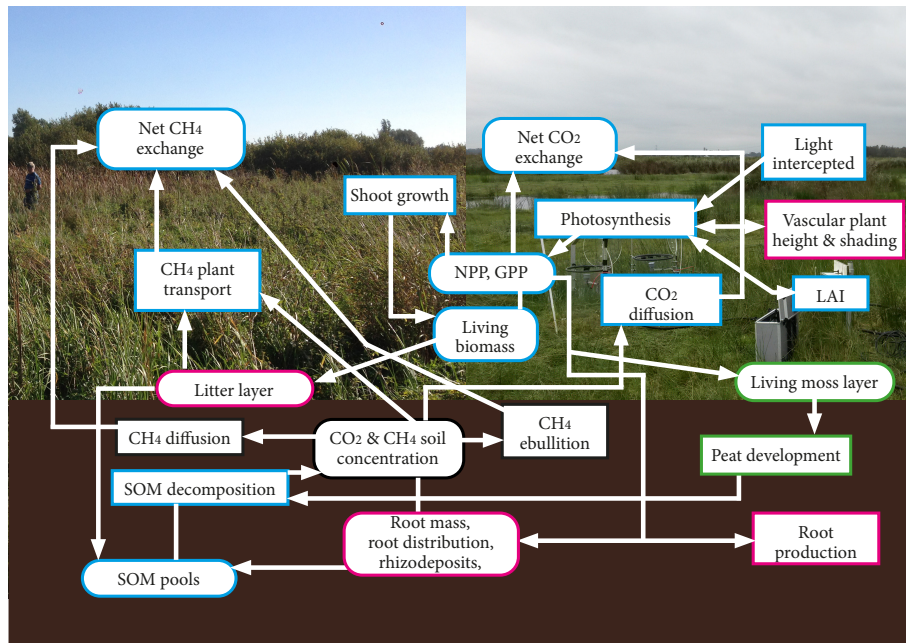 Net CH4
exchange
Net CO2
exchange
Light
intercepted
Shoot growth
Photosynthesis
Vascular plant
height & shading
CH4 plant
transport
NPP, GPP
CO2
diffusion
LAI
Living
biomass
Litter layer
Living moss layer
CH4 diffusion
CO2 & CH4 soil
concentration
CH4
ebullition
Peat development
SOM decomposition
Root mass,
root distribution,
rhizodeposits,
Root
production
SOM pools